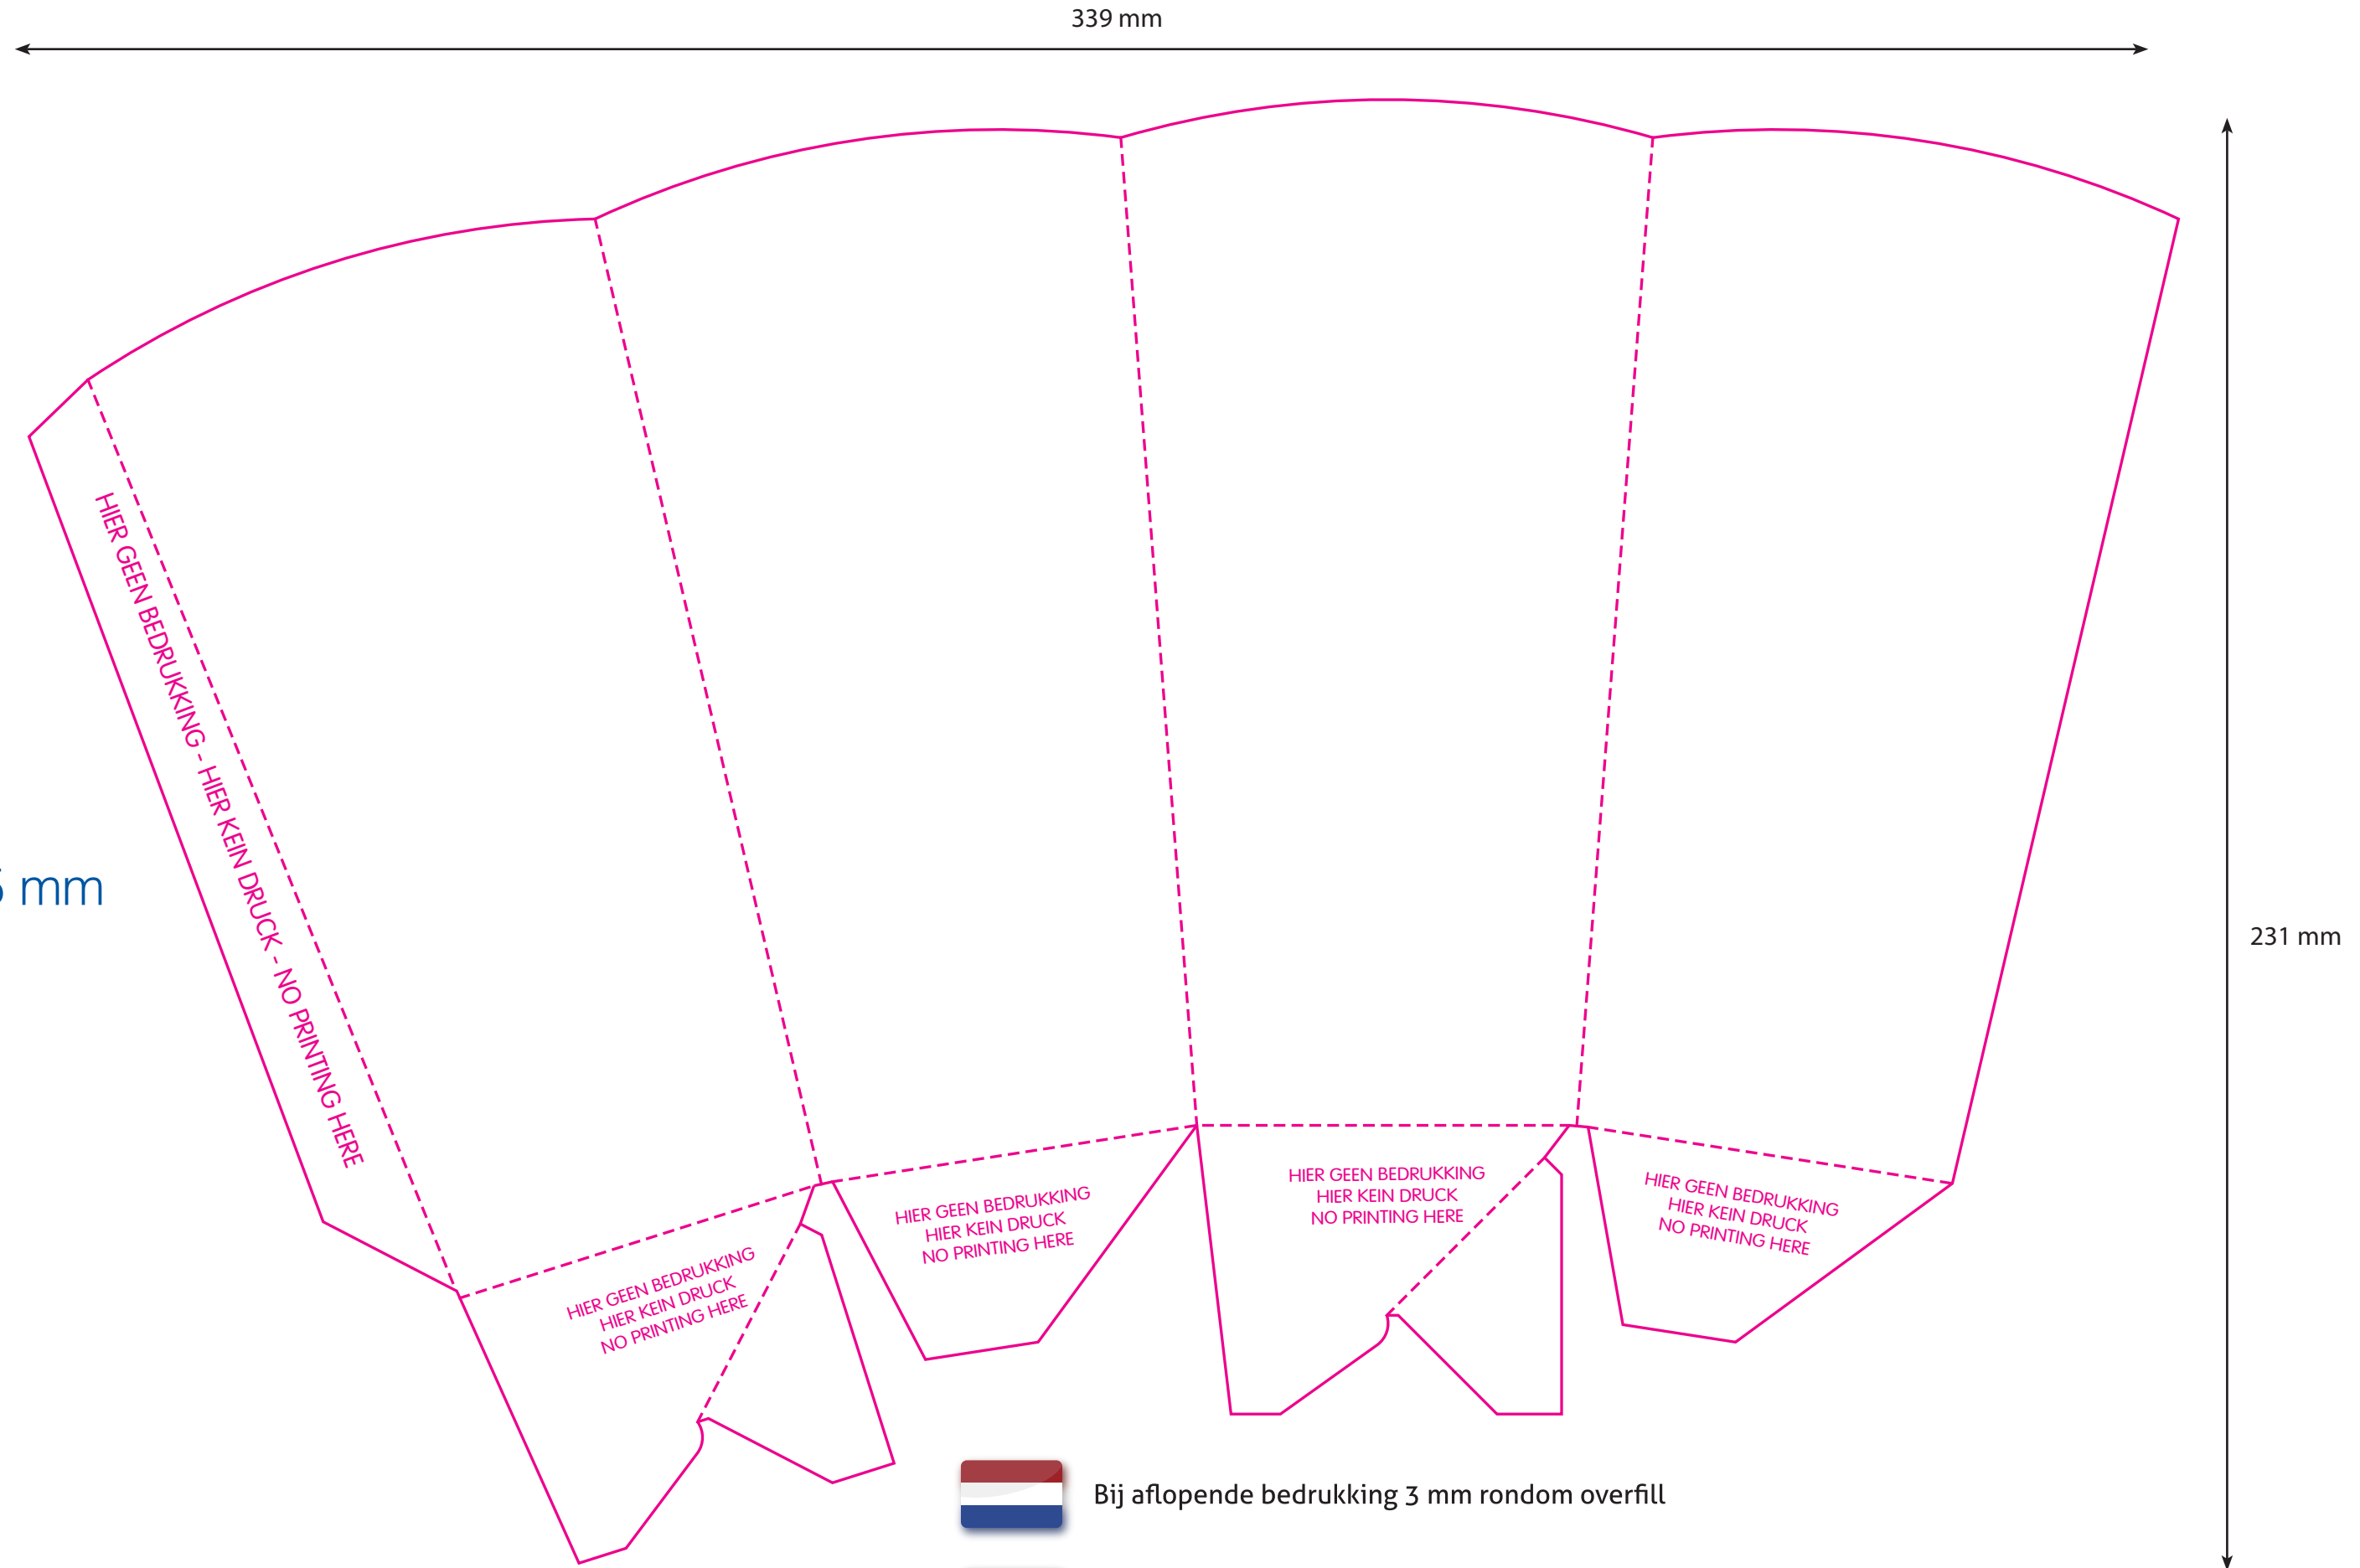 339 mm
HIER GEEN BEDRUKKING - HIER KEIN DRUCK - NO PRINTING HERE
mm
231 mm
HIER GEEN BEDRUKKING
HIER KEIN DRUCK
NO PRINTING HERE
HIER GEEN BEDRUKKING
HIER KEIN DRUCK
NO PRINTING HERE
HIER GEEN BEDRUKKING
HIER KEIN DRUCK
NO PRINTING HERE
HIER GEEN BEDRUKKING
HIER KEIN DRUCK
NO PRINTING HERE
Bij aflopende bedrukking 3 mm rondom overfill